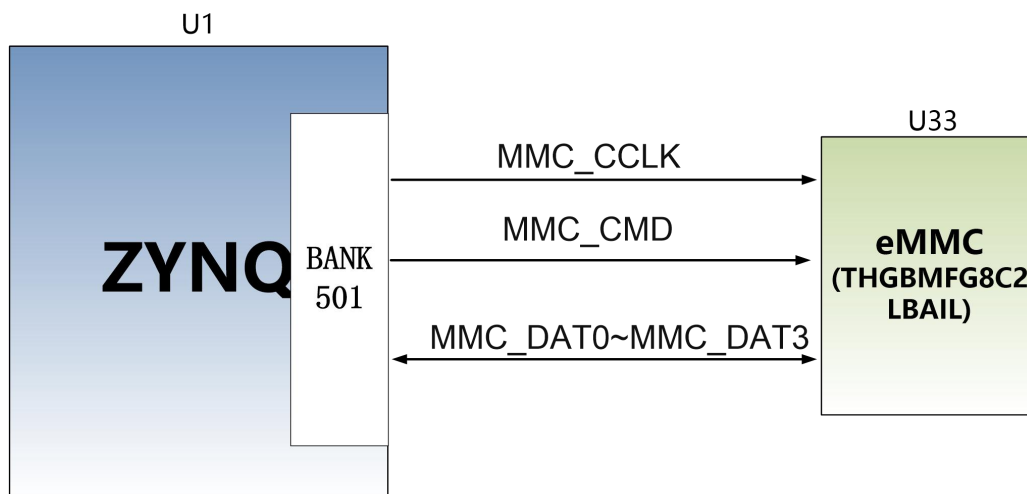 U1
U33
MMC_CCLK
MMC_CMD
ZYNQ
BANK
501
eMMC
(THGBMFG8C2
LBAIL)
MMC_DAT0~MMC_DAT3